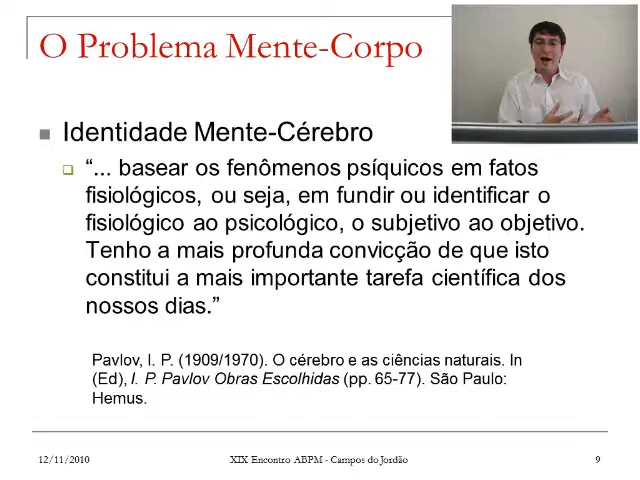 O Problema Mente-Corpo
Identidade Mente-Cérebro
“... basear os fenômenos psíquicos em fatos
fisiológicos, ou seja, em fundir ou identificar o
fisiológico ao psicológico, o subjetivo ao objetivo.
Tenho a mais profunda convicção de que isto
constitui a mais importante tarefa científica dos
nossos dias.”
Pavlov, I. P. (1909/1970). O cérebro e as ciências naturais. In
(Ed), I. P. Pavlov Obras Escolhidas (pp. 65-77). São Paulo:
Hemus.
12/11/2010 XIX Encontro ABPM - Campos do Jordão 9